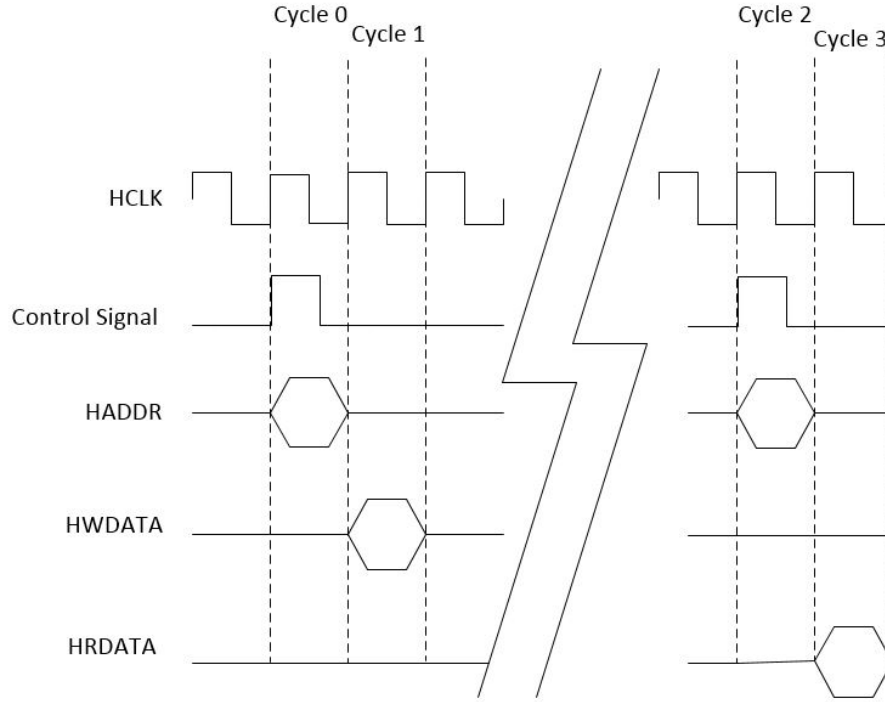 Cycle 0
Cycle 1
Cycle 2
Cycle 3
HCLK
Control Signal
HADDR
HWDATA
HRDATA